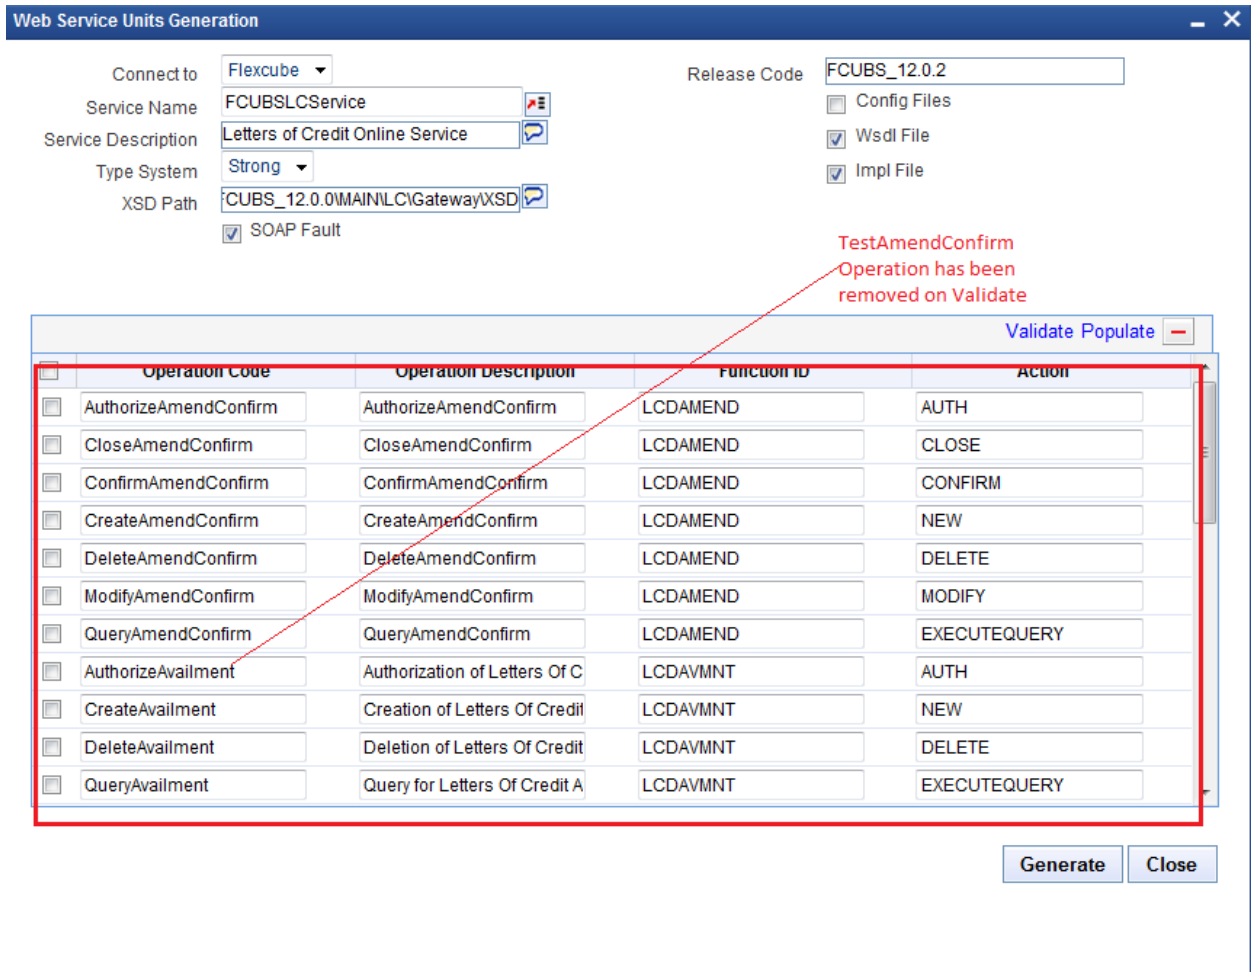 Web Service Units Generation
Connect to Flexcube Release Code FCUBS_12.0.2
Service Name FCUBSLCService Config Files
Service Description Letters of Credit Online Service Wsdl File
Type System Strong Impl File
XSD Path FCUBS_12.0.0\MAIN\LC\Gateway\XSD
SOAP Fault
TestAmendConfirm
Operation has been
removed on Validate
Validate Populate
Operation Code Operation Description Function ID Action
AuthorizeAmendConfirm AuthorizeAmendConfirm LCDAMEND AUTH
CloseAmendConfirm CloseAmendConfirm LCDAMEND CLOSE
ConfirmAmendConfirm ConfirmAmendConfirm LCDAMEND CONFIRM
CreateAmendConfirm CreateAmendConfirm LCDAMEND NEW
DeleteAmendConfirm DeleteAmendConfirm LCDAMEND DELETE
ModifyAmendConfirm ModifyAmendConfirm LCDAMEND MODIFY
QueryAmendConfirm QueryAmendConfirm LCDAMEND EXECUTEQUERY
AuthorizeAvailment Authorization of Letters Of C LCDAVMNT AUTH
CreateAvailment Creation of Letters Of Credit LCDAVMNT NEW
DeleteAvailment Deletion of Letters Of Credit LCDAVMNT DELETE
QueryAvailment Query for Letters Of Credit A LCDAVMNT EXECUTEQUERY
Generate Close